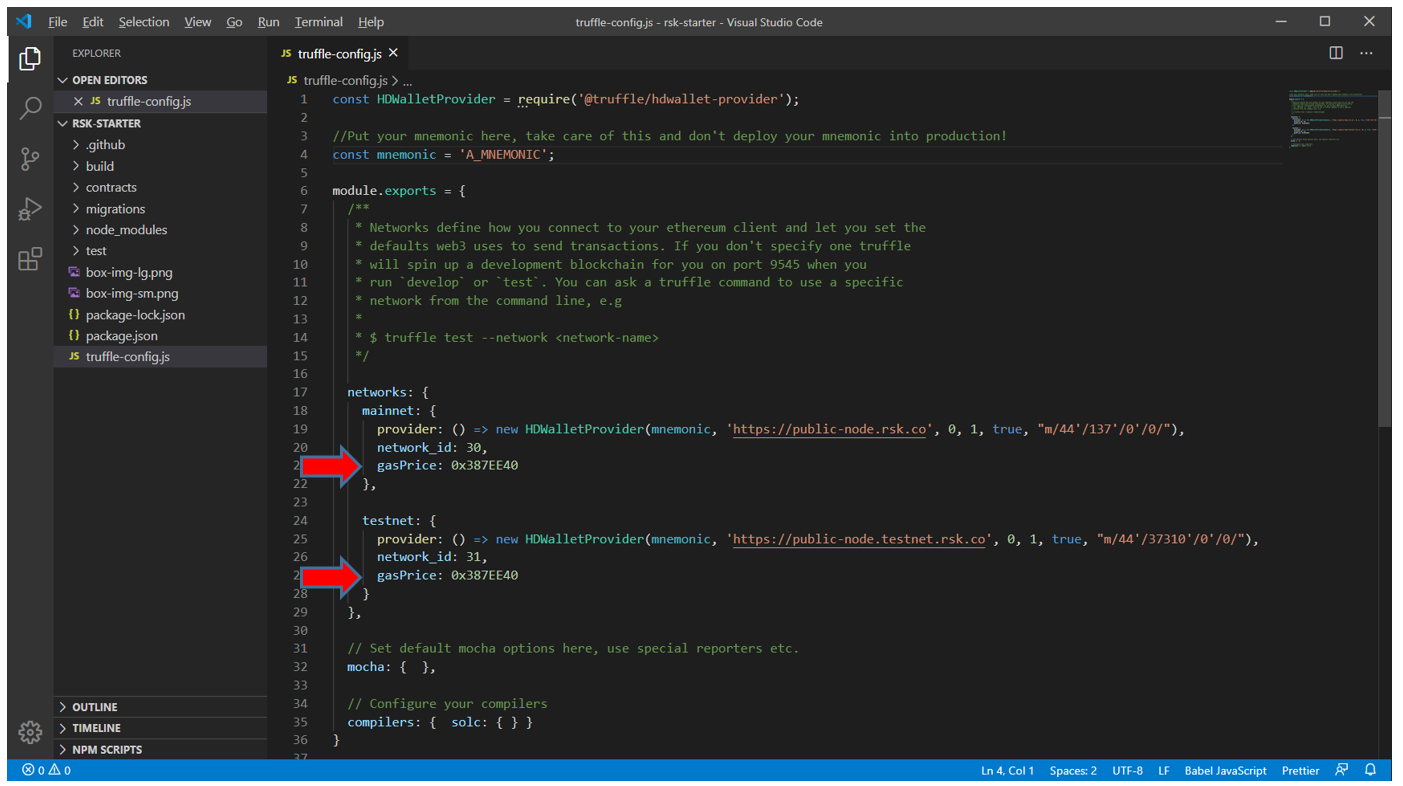 File Edit Selection View Go Run Terminal Help truffle-config.js - rsk-starter - Visual Studio Code
EXPLORER
OPEN EDITORS
JS truffle-config.js
RSK-STARTER
.github
build
contracts
migrations
node_modules
test
box-img-lg.png
box-img-sm.png
{} package-lock.json
{} package.json
JS truffle-config.js
OUTLINE
TIMELINE
NPM SCRIPTS
JS truffle-config.js
JS truffle-config.js > ...
1 const HDWalletProvider = require('@truffle/hdwallet-provider');
2
3 //Put your mnemonic here, take care of this and don't deploy your mnemonic into production!
4 const mnemonic = 'A_MNEMONIC';
5
6 module.exports = {
7 /**
8 * Networks define how you connect to your ethereum client and let you set the
9 * defaults web3 uses to send transactions. If you don't specify one truffle
10 * will spin up a development blockchain for you on port 9545 when you
11 * run `develop` or `test`. You can ask a truffle command to use a specific
12 * network from the command line, e.g
13 *
14 * $ truffle test --network <network-name>
15 */
16
17 networks: {
18 mainnet: {
19 provider: () => new HDWalletProvider(mnemonic, 'https://public-node.rsk.co', 0, 1, true, "m/44'/137'/0'/0/"),
20 network_id: 30,
2 gasPrice: 0x387EE40
22 },
23
24 testnet: {
25 provider: () => new HDWalletProvider(mnemonic, 'https://public-node.testnet.rsk.co', 0, 1, true, "m/44'/37310'/0'/0/"),
26 network_id: 31,
2 gasPrice: 0x387EE40
28 }
29 },
30
31 // Set default mocha options here, use special reporters etc.
32 mocha: { },
33
34 // Configure your compilers
35 compilers: { solc: { } }
36 }
37
0 0 Ln 4, Col 1 Spaces: 2 UTF-8 LF Babel JavaScript Prettier